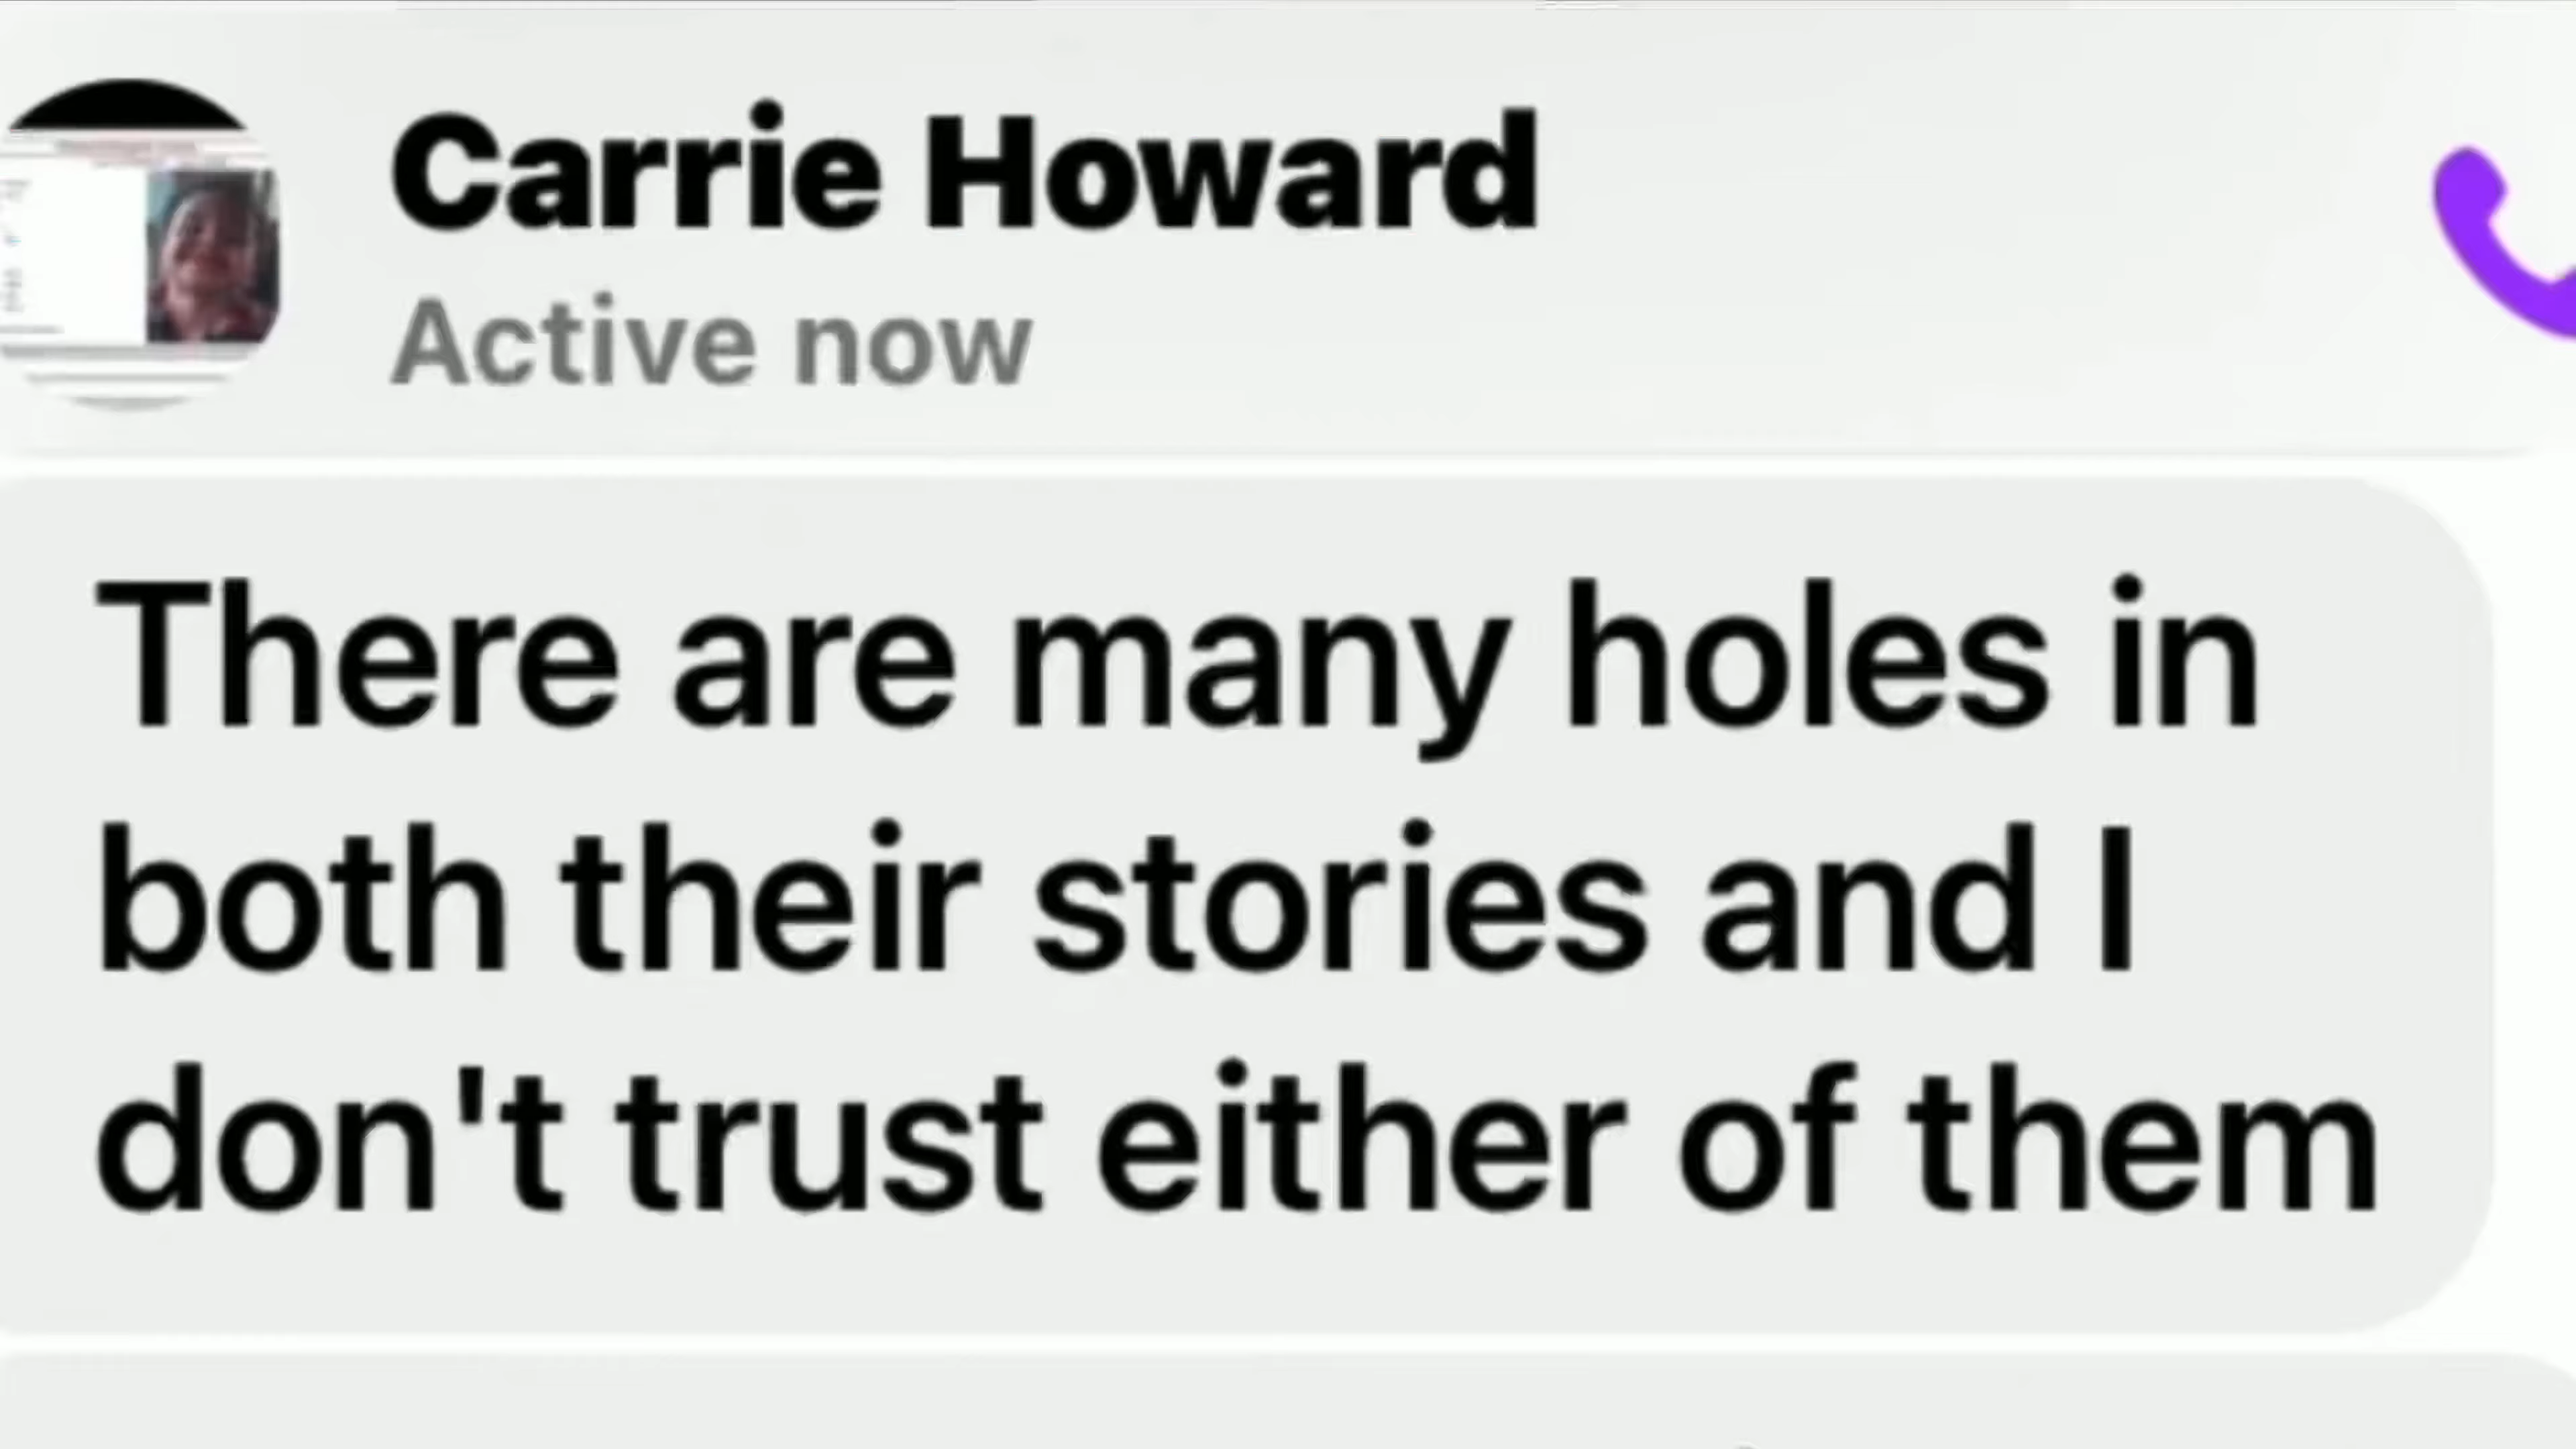 Carrie Howard
Active now
There are many holes in
both their stories and I
don't trust either of them